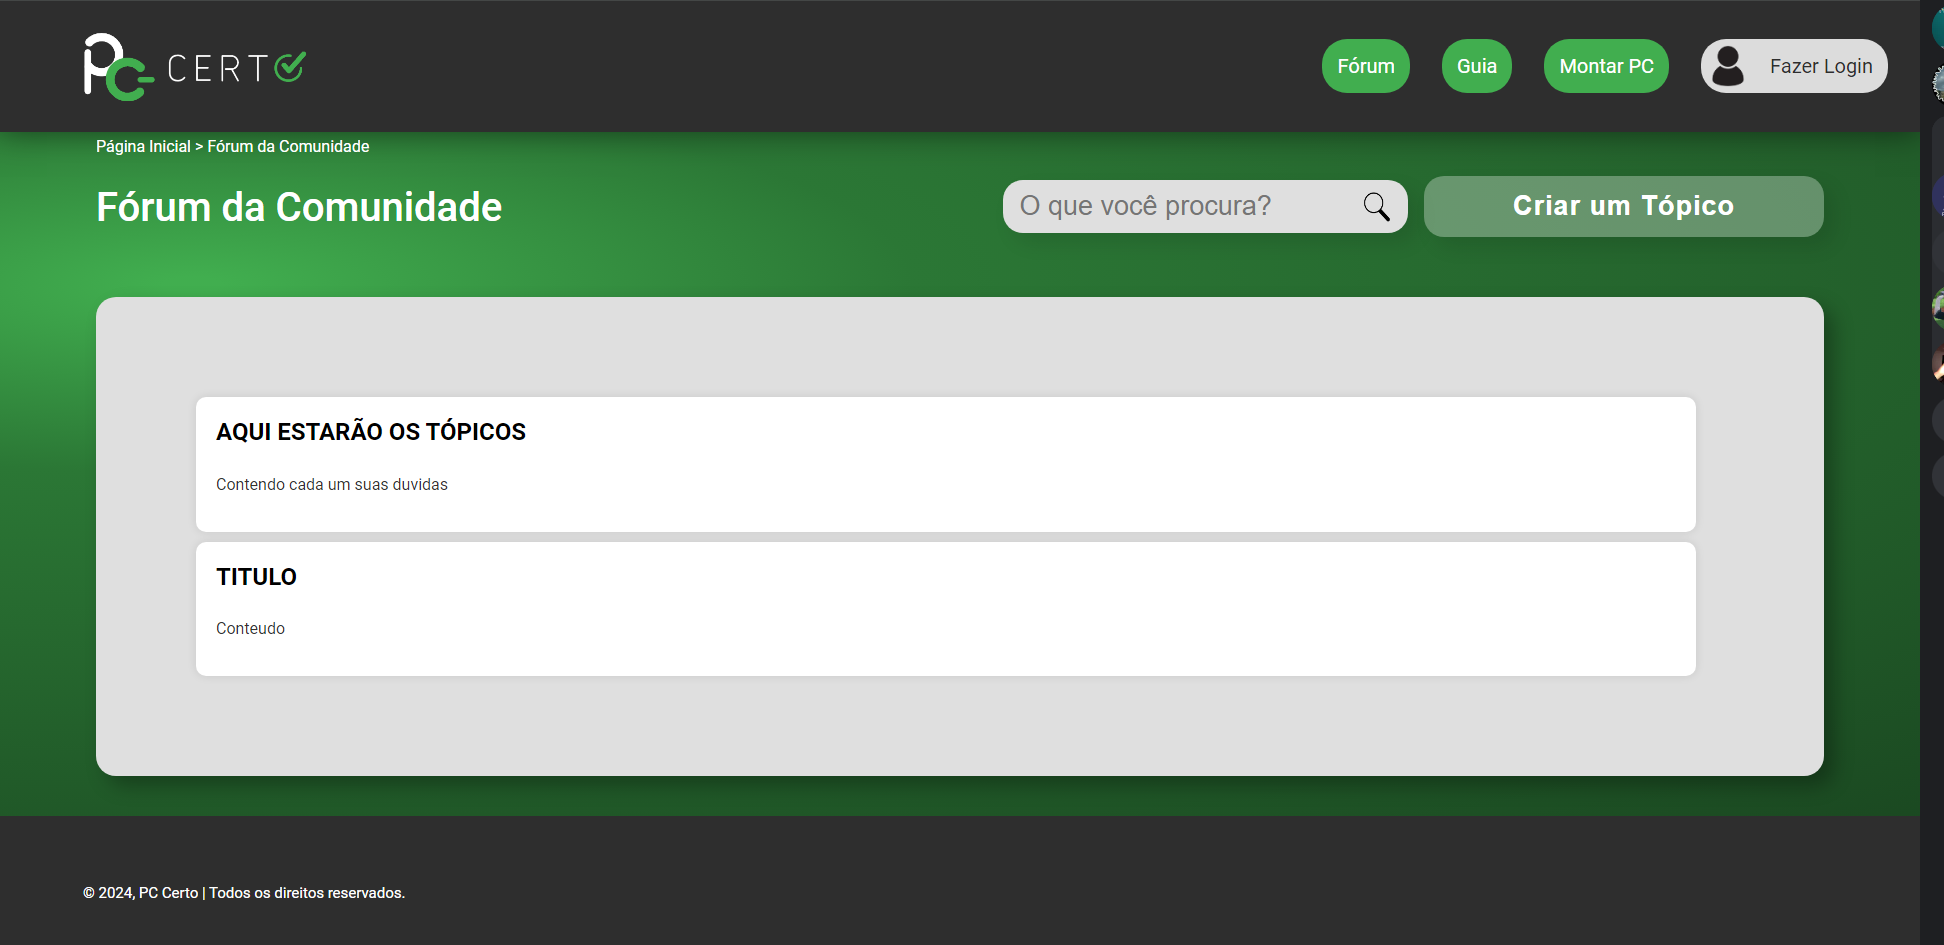 PC CERTO
Fórum
Guia
Montar PC
Fazer Login
Página Inicial > Fórum da Comunidade
Fórum da Comunidade
O que você procura?
Criar um Tópico
AQUI ESTARÃO OS TÓPICOS
Contendo cada um suas duvidas
TITULO
Conteudo
© 2024, PC Certo | Todos os direitos reservados.